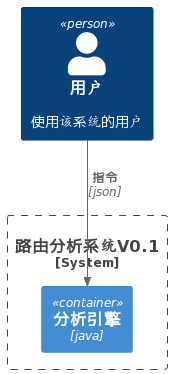 «person»
用户
使用该系统的用户
指令
[json]
路由分析系统V0.1
[System]
«container»
分析引擎
[java]